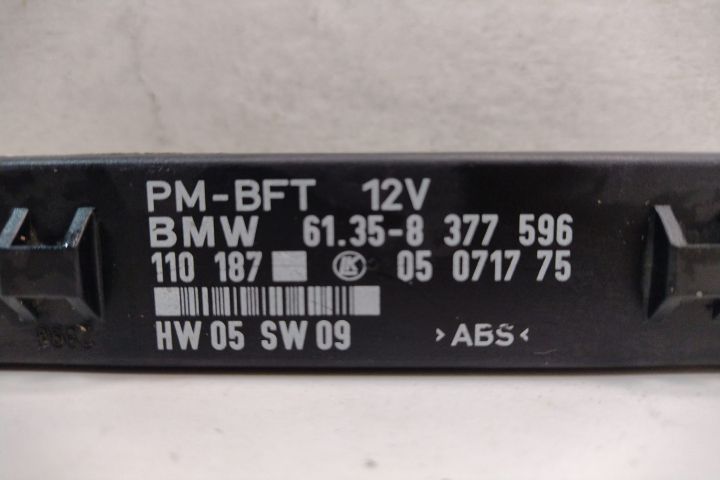 PM-BFT 12V
BMW 61.35-8 377 596
110 187 LK 05 0717 75
HW 05 SW 09 >ABS<